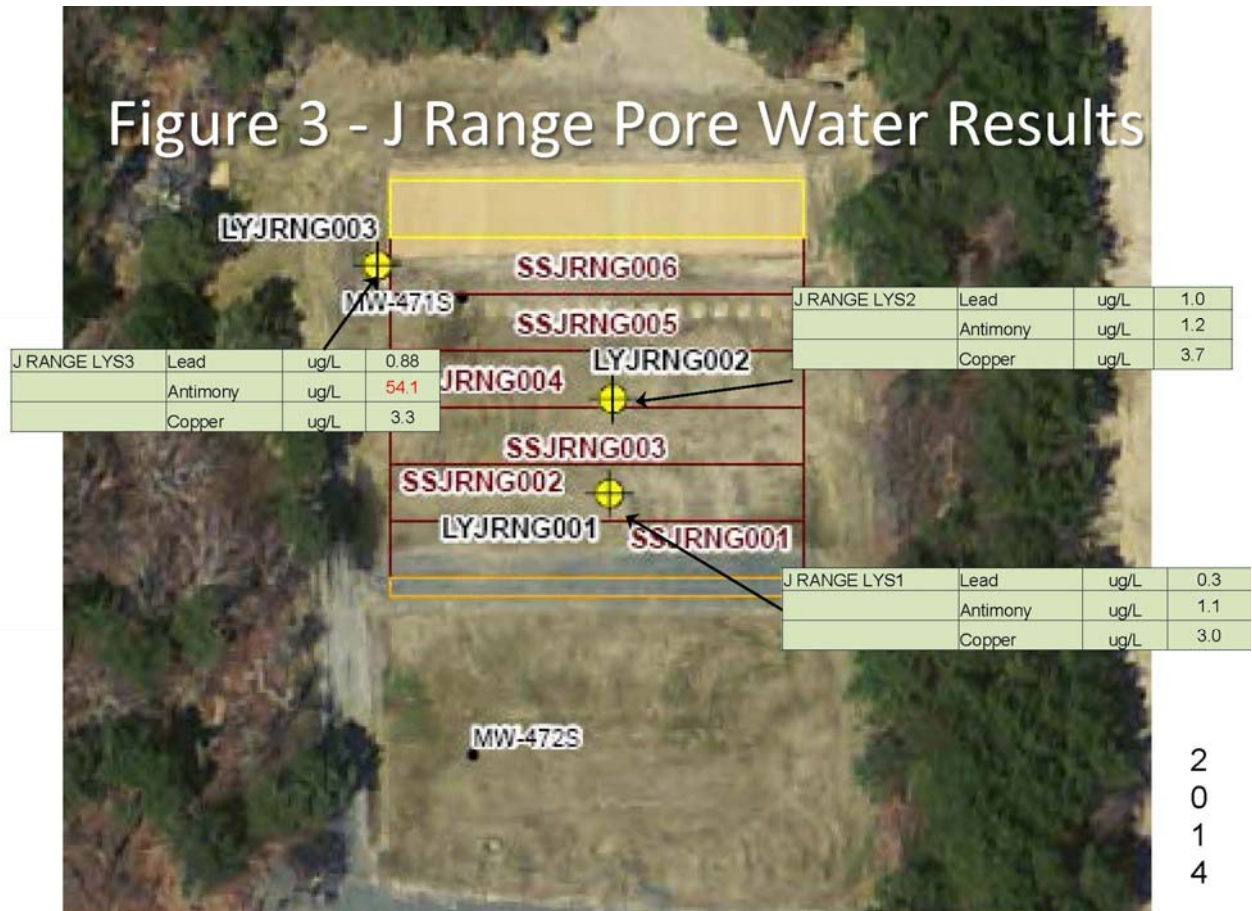 Figure 3 - J Range Pore Water Results
LYJRNG003
SSJRNG006
MW-471S
SSJRNG005
J RANGE LYS2 Lead ug/L 1.0
Antimony ug/L 1.2
Copper ug/L 3.7
LYJRNG002
J RANGE LYS3 Lead ug/L 0.88
Antimony ug/L 54.1
Copper ug/L 3.3
JRNG004
SSJRNG003
SSJRNG002
LYJRNG001
SSJRNG001
J RANGE LYS1 Lead ug/L 0.3
Antimony ug/L 1.1
Copper ug/L 3.0
MW-472S
2
0
1
4